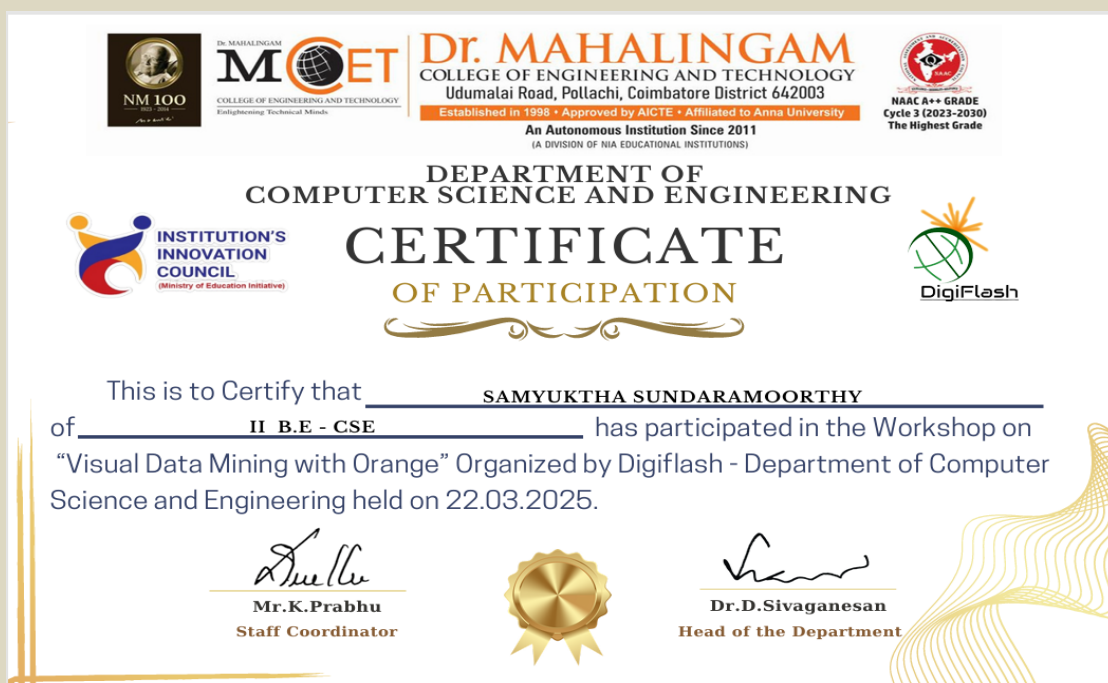 NM 100
1923 - 2023
Dr. MAHALINGAM
MCET
COLLEGE OF ENGINEERING AND TECHNOLOGY
Enlightening Technical Minds
Dr. MAHALINGAM
COLLEGE OF ENGINEERING AND TECHNOLOGY
Udumalai Road, Pollachi, Coimbatore District 642003
Established in 1998 • Approved by AICTE • Affiliated to Anna University
An Autonomous Institution Since 2011
(A DIVISION OF NIA EDUCATIONAL INSTITUTIONS)
NAAC
NAAC A++ GRADE
Cycle 3 (2023-2030)
The Highest Grade
DEPARTMENT OF
COMPUTER SCIENCE AND ENGINEERING
INSTITUTION'S
INNOVATION
COUNCIL
(Ministry of Education Initiative)
CERTIFICATE
OF PARTICIPATION
DigiFlash
This is to Certify that SAMYUKTHA SUNDARAMOORTHY
of II B.E - CSE has participated in the Workshop on
“Visual Data Mining with Orange” Organized by Digiflash - Department of Computer
Science and Engineering held on 22.03.2025.
Mr.K.Prabhu
Staff Coordinator
Dr.D.Sivaganesan
Head of the Department